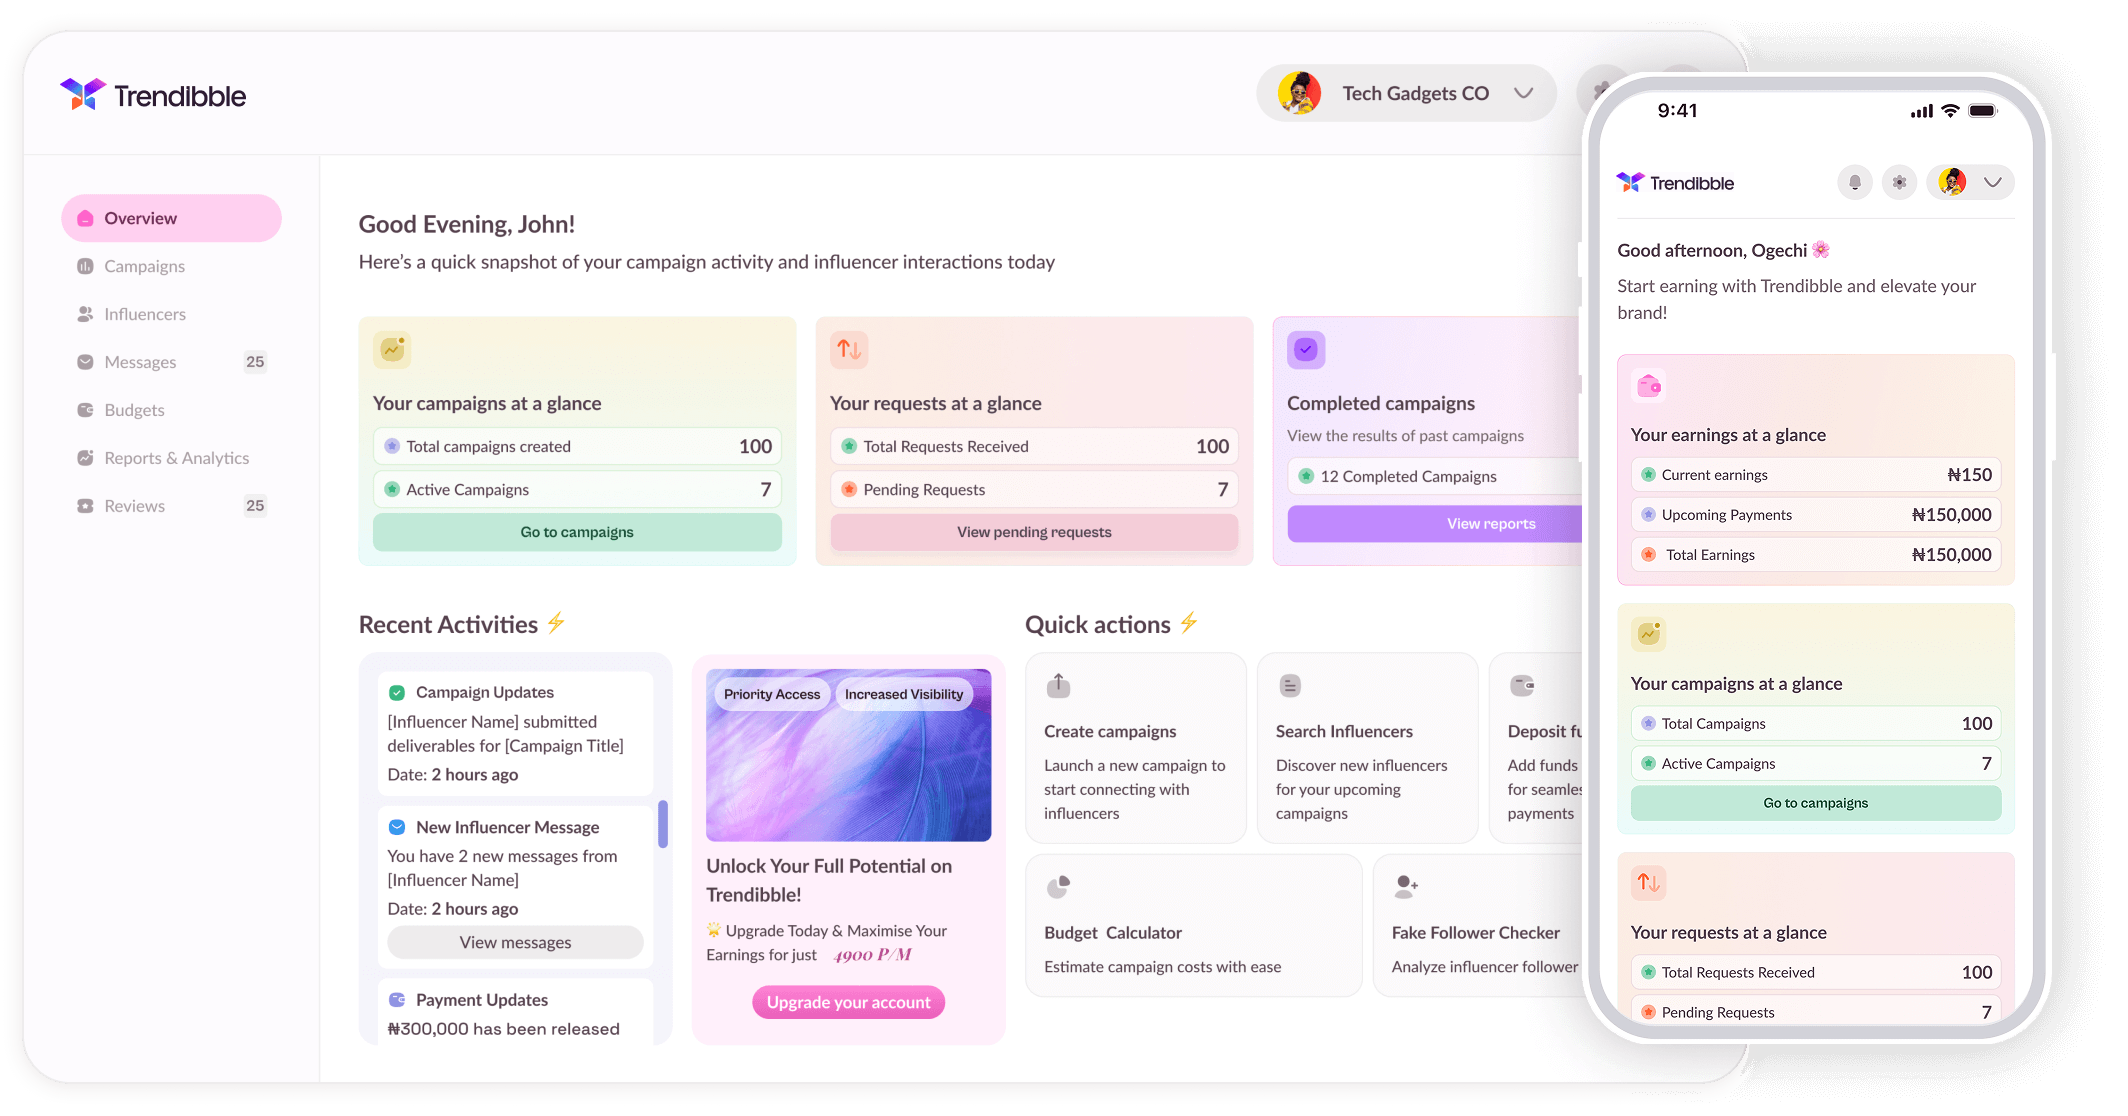 Trendibble
Tech Gadgets CO
Overview
Campaigns
Influencers
Messages 25
Budgets
Reports & Analytics
Reviews 25
Good Evening, John!
Here's a quick snapshot of your campaign activity and influencer interactions today
Your campaigns at a glance
Total campaigns created 100
Active Campaigns 7
Go to campaigns
Your requests at a glance
Total Requests Received 100
Pending Requests 7
View pending requests
Completed campaigns
View the results of past campaigns
12 Completed Campaigns
View reports
Recent Activities ⚡
Campaign Updates
[Influencer Name] submitted
deliverables for [Campaign Title]
Date: 2 hours ago
New Influencer Message
You have 2 new messages from
[Influencer Name]
Date: 2 hours ago
View messages
Payment Updates
₦300,000 has been released
Priority Access
Increased Visibility
Unlock Your Full Potential on
Trendibble!
🌟 Upgrade Today & Maximise Your
Earnings for just 4900 P/M
Upgrade your account
Quick actions ⚡
Create campaigns
Launch a new campaign to
start connecting with
influencers
Search Influencers
Discover new influencers
for your upcoming
campaigns
Deposit
Add funds
for
payments
Budget Calculator
Estimate campaign costs with ease
Fake Follower Checker
Analyze influencer follower
9:41
Trendibble
Good afternoon, Ogechi 🌸
Start earning with Trendibble and elevate your
brand!
Your earnings at a glance
Current earnings ₦150
Upcoming Payments ₦150,000
Total Earnings ₦150,000
Your campaigns at a glance
Total Campaigns 100
Active Campaigns 7
Go to campaigns
Your requests at a glance
Total Requests Received 100
Pending Requests 7